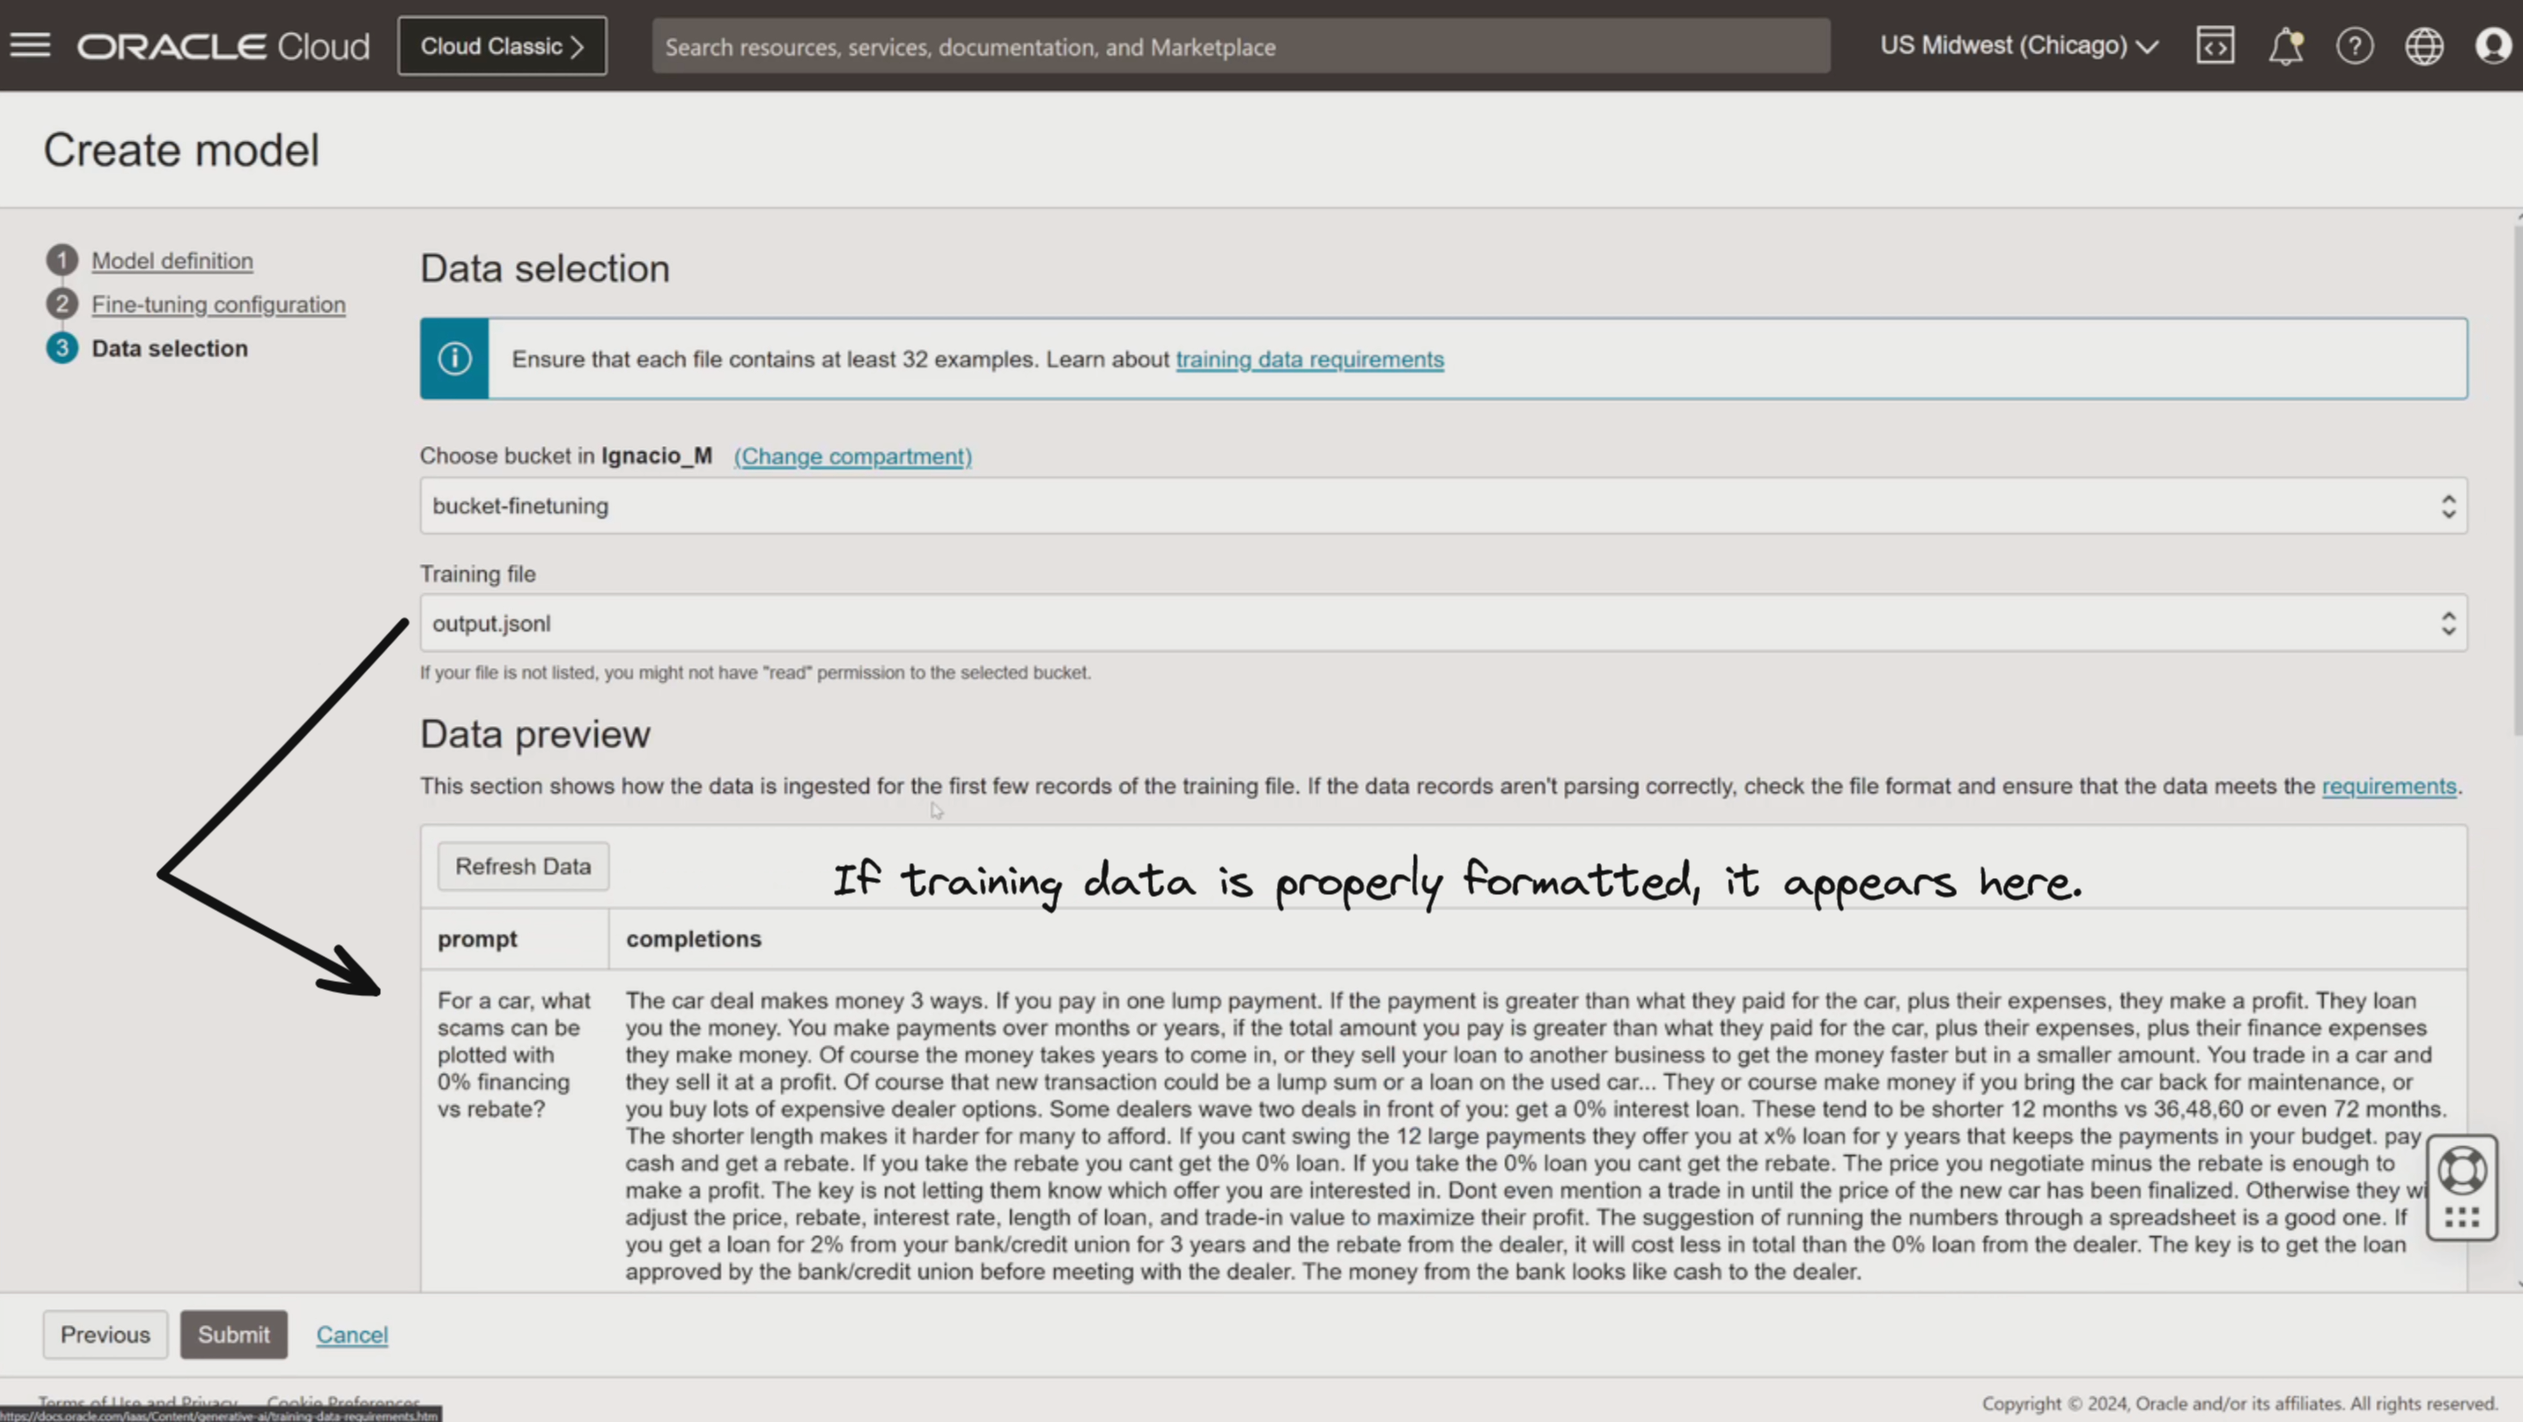 ORACLE Cloud
Cloud Classic >
Search resources, services, documentation, and Marketplace
US Midwest (Chicago)
Create model
1 Model definition
2 Fine-tuning configuration
3 Data selection
Data selection
Ensure that each file contains at least 32 examples. Learn about training data requirements
Choose bucket in Ignacio_M (Change compartment)
bucket-finetuning
Training file
output.jsonl
If your file is not listed, you might not have "read" permission to the selected bucket.
Data preview
This section shows how the data is ingested for the first few records of the training file. If the data records aren't parsing correctly, check the file format and ensure that the data meets the requirements.
Refresh Data
If training data is properly formatted, it appears here.
prompt
completions
For a car, what
scams can be
plotted with
0% financing
vs rebate?
The car deal makes money 3 ways. If you pay in one lump payment. If the payment is greater than what they paid for the car, plus their expenses, they make a profit. They loan
you the money. You make payments over months or years, if the total amount you pay is greater than what they paid for the car, plus their expenses, plus their finance expenses
they make money. Of course the money takes years to come in, or they sell your loan to another business to get the money faster but in a smaller amount. You trade in a car and
they sell it at a profit. Of course that new transaction could be a lump sum or a loan on the used car... They or course make money if you bring the car back for maintenance, or
you buy lots of expensive dealer options. Some dealers wave two deals in front of you: get a 0% interest loan. These tend to be shorter 12 months vs 36,48,60 or even 72 months.
The shorter length makes it harder for many to afford. If you cant swing the 12 large payments they offer you at x% loan for y years that keeps the payments in your budget. pay
cash and get a rebate. If you take the rebate you cant get the 0% loan. If you take the 0% loan you cant get the rebate. The price you negotiate minus the rebate is enough to
make a profit. The key is not letting them know which offer you are interested in. Dont even mention a trade in until the price of the new car has been finalized. Otherwise they
adjust the price, rebate, interest rate, length of loan, and trade-in value to maximize their profit. The suggestion of running the numbers through a spreadsheet is a good one. If
you get a loan for 2% from your bank/credit union for 3 years and the rebate from the dealer, it will cost less in total than the 0% loan from the dealer. The key is to get the loan
approved by the bank/credit union before meeting with the dealer. The money from the bank looks like cash to the dealer.
Previous
Submit
Cancel
Terms of Use and Privacy Cookie Preferences
https://docs.oracle.com/iaas/Content/generative-ai/training-data-requirements.htm
Copyright © 2024, Oracle and/or its affiliates. All rights reserved.